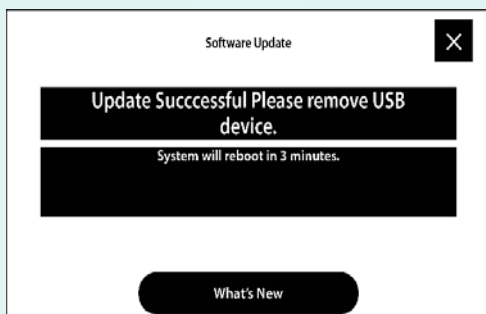 Software Update
Update Succcessful Please remove USB
device.
System will reboot in 3 minutes.
What's New